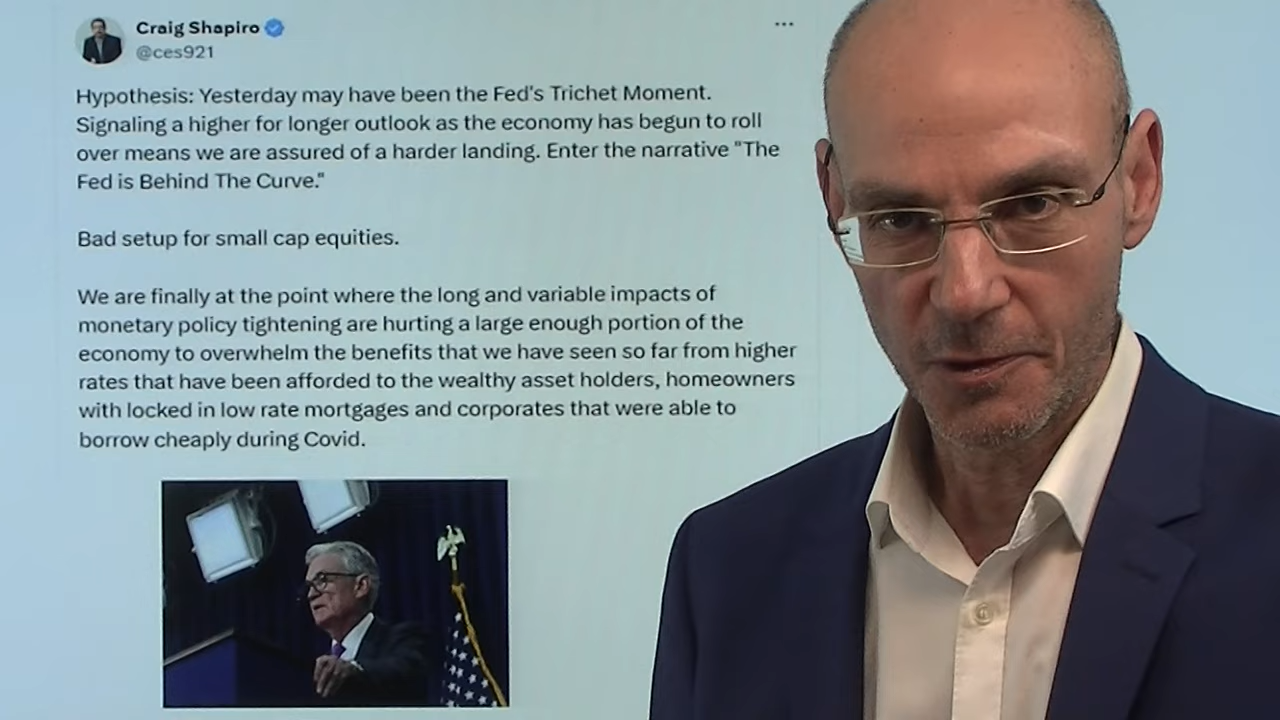 Craig Shapiro
@ces921
Hypothesis: Yesterday may have been the Fed's Trichet Moment.
Signaling a higher for longer outlook as the economy has begun to roll
over means we are assured of a harder landing. Enter the narrative "The
Fed is Behind The Curve."
Bad setup for small cap equities.
We are finally at the point where the long and variable impacts of
monetary policy tightening are hurting a large enough portion of the
economy to overwhelm the benefits that we have seen so far from higher
rates that have been afforded to the wealthy asset holders, homeowners
with locked in low rate mortgages and corporates that were able to
borrow cheaply during Covid.